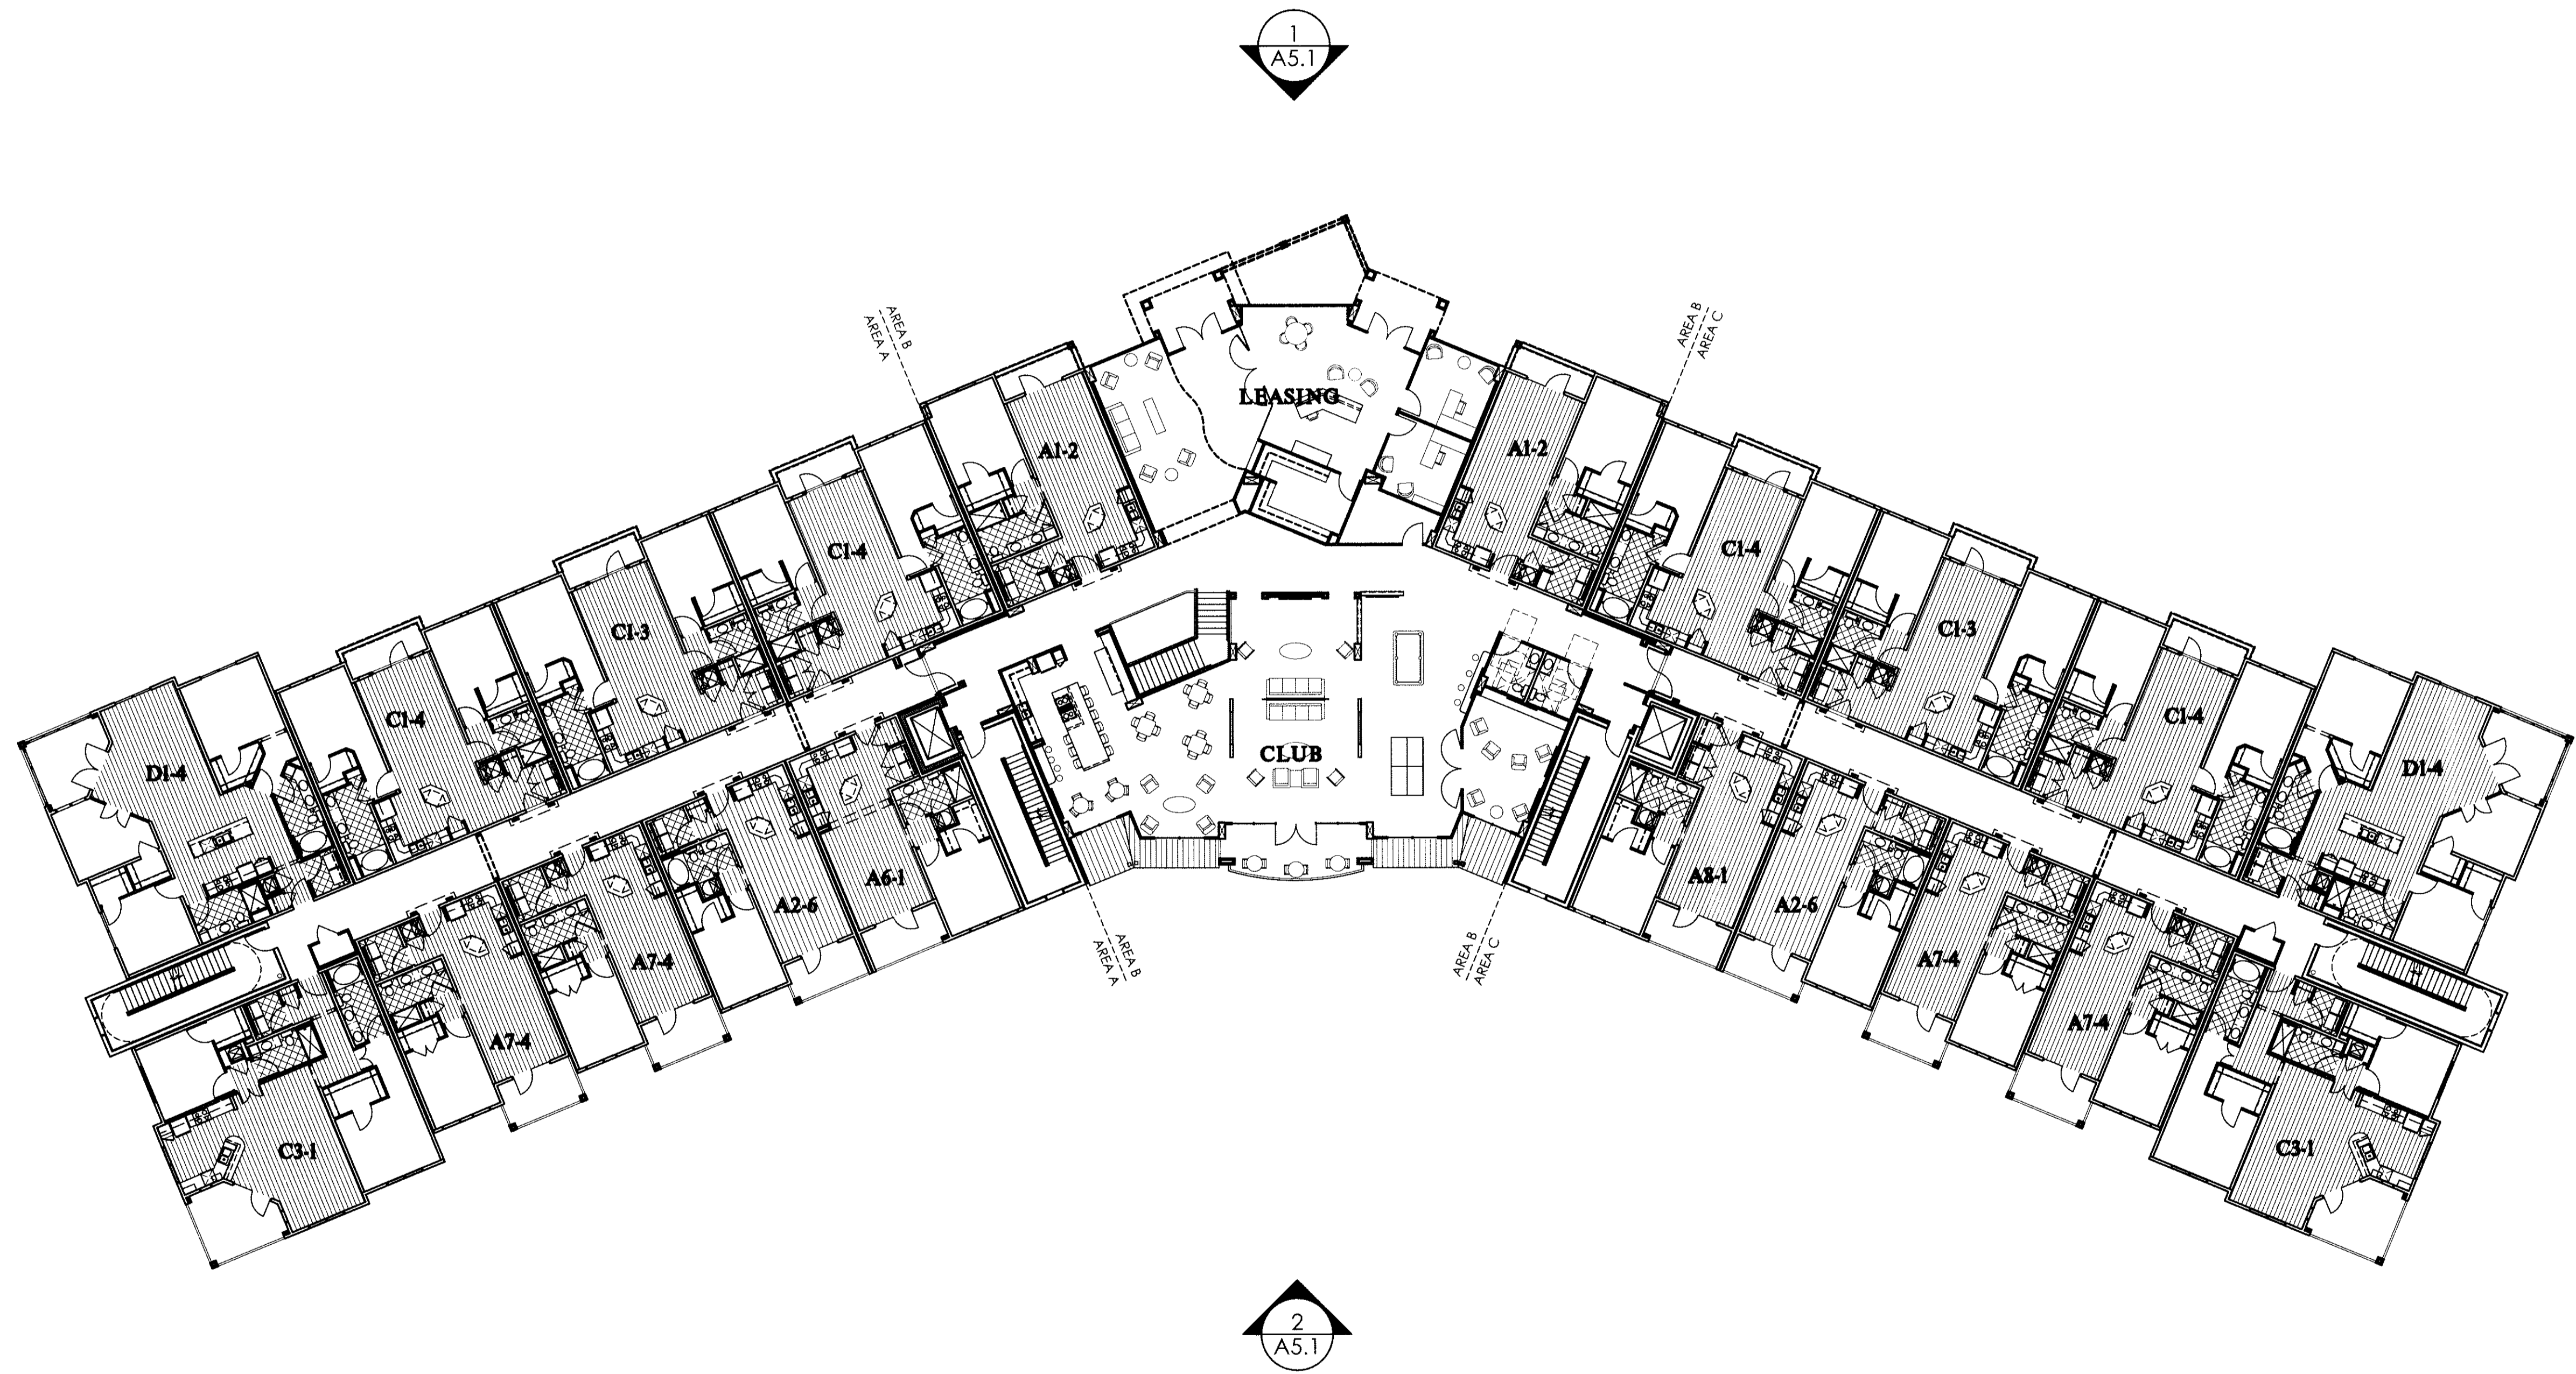 1
A5.1
AREA B
AREA A
AREA B
AREA C
LEASING
A1-2
A1-2
C1-4
C1-4
C1-3
C1-3
C1-4
C1-4
D1-4
D1-4
CLUB
A6-1
A8-1
A2-6
A2-6
A7-4
A7-4
A7-4
A7-4
C3-1
C3-1
AREA B
AREA A
AREA B
AREA C
2
A5.1